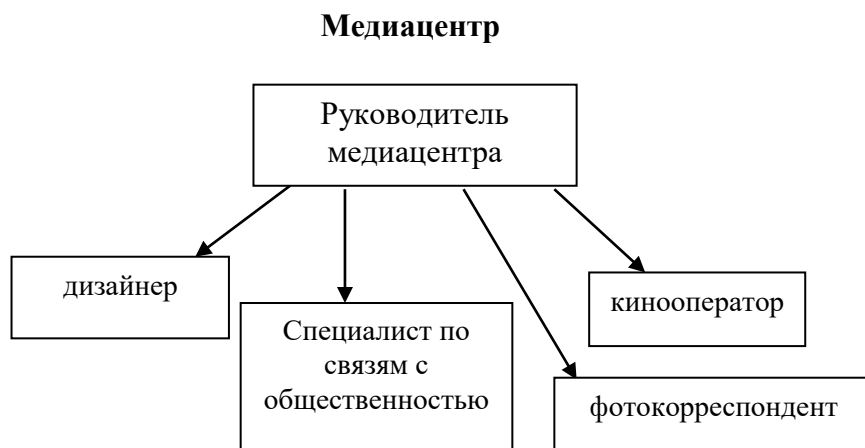 Медиацентр
Руководитель
медиацентра
дизайнер
Специалист по
связям с
общественностью
кинооператор
фотокорреспондент